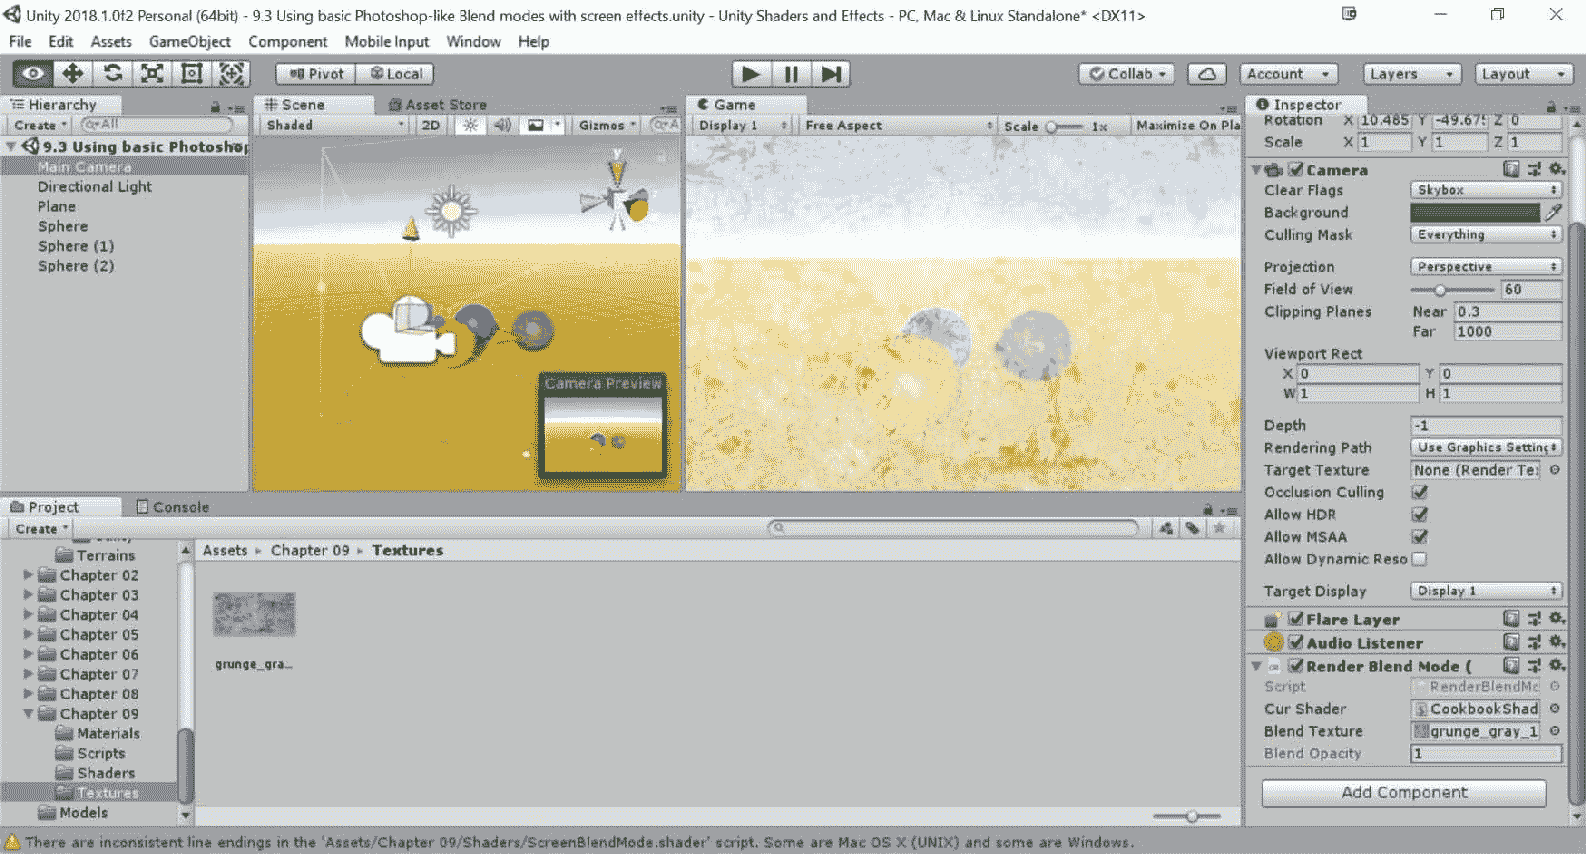 Unity 2018.1.0f2 Personal (64bit) - 9.3 Using basic Photoshop-like Blend modes with screen effects.unity - Unity Shaders and Effects - PC, Mac & Linux Standalone* <DX11>
File Edit Assets GameObject Component Mobile Input Window Help
Pivot Local Collab Account Layers Layout
Hierarchy
Create All
9.3 Using basic Photoshop
Main Camera
Directional Light
Plane
Sphere
Sphere (1)
Sphere (2)
Scene Asset Store
Shaded 2D Gizmos A
Camera Preview
Game
Display 1 Free Aspect Scale 1x Maximize On Pla
Inspector
Rotation X 10.485 Y -49.675 Z 0
Scale X 1 Y 1 Z 1
Camera
Clear Flags Skybox
Background
Culling Mask Everything
Projection Perspective
Field of View 60
Clipping Planes Near 0.3
Far 1000
Viewport Rect
X 0 Y 0
W 1 H 1
Depth -1
Rendering Path Use Graphics Setting
Target Texture None (Render Te
Occlusion Culling
Allow HDR
Allow MSAA
Allow Dynamic Reso
Target Display Display 1
Flare Layer
Audio Listener
Render Blend Mode (
Script RenderBlendMo
Cur Shader CookbookShad
Blend Texture grunge_gray_1
Blend Opacity 1
Add Component
Project Console
Create
Terrains
Chapter 02
Chapter 03
Chapter 04
Chapter 05
Chapter 06
Chapter 07
Chapter 08
Chapter 09
Materials
Scripts
Shaders
Textures
Models
Assets Chapter 09 Textures
grunge_gra...
There are inconsistent line endings in the 'Assets/Chapter 09/Shaders/ScreenBlendMode.shader' script. Some are Mac OS X (UNIX) and some are Windows.